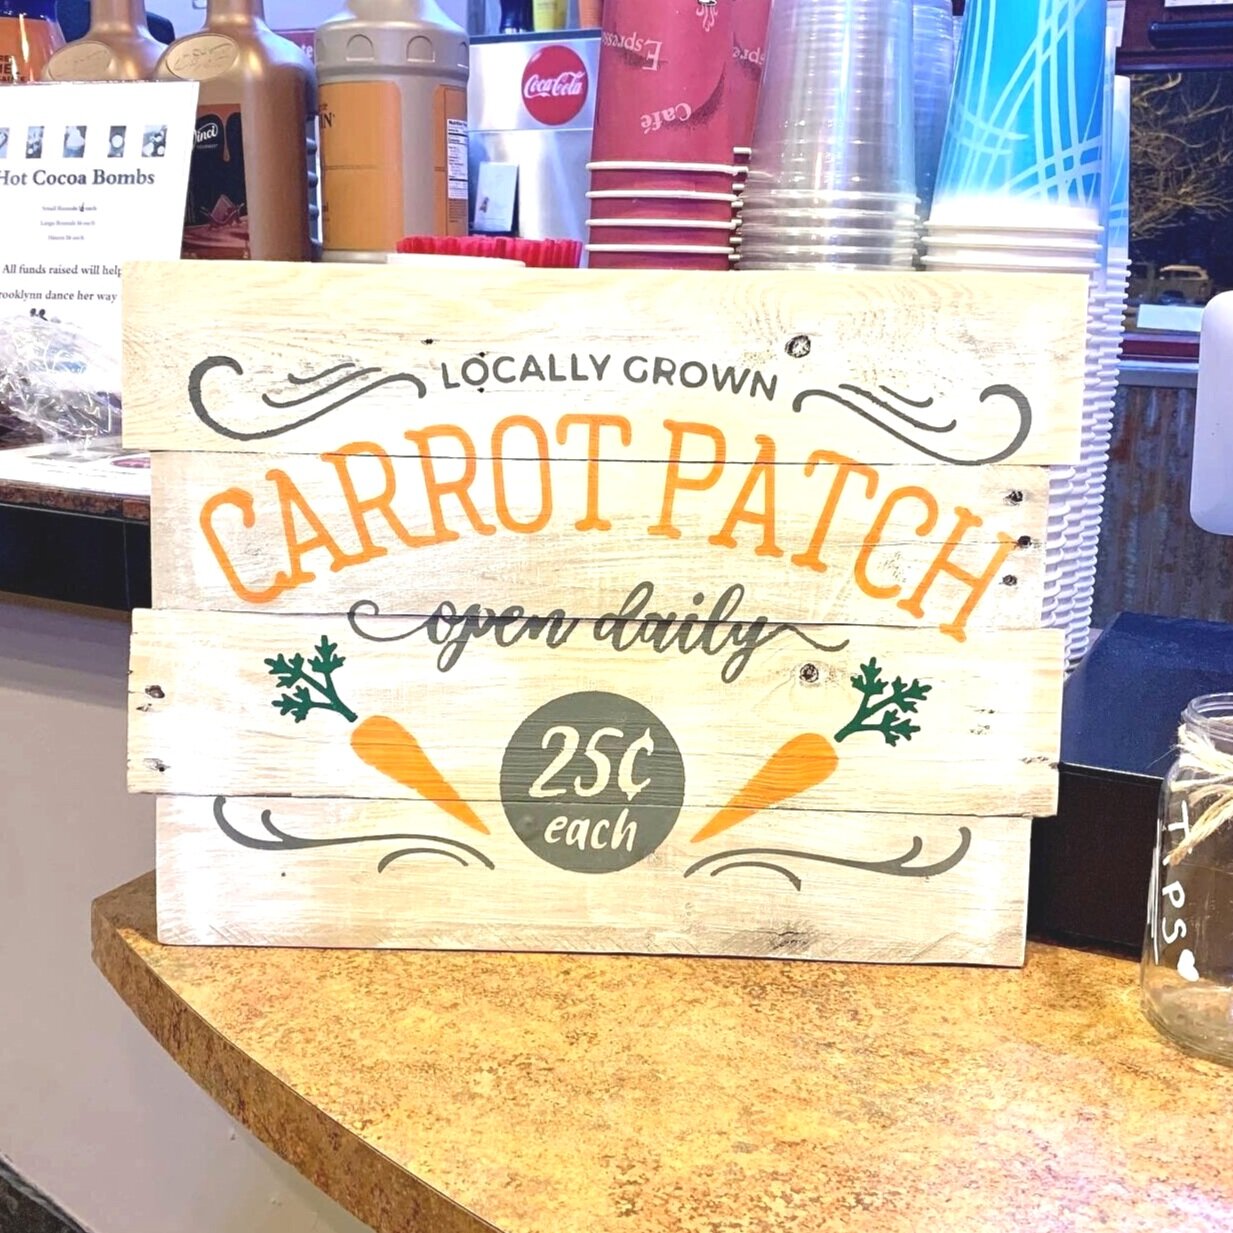 Coca-Cola
Espresso
Café
Hot Cocoa Bombs
All funds raised will help
rooklynn dance her way
LOCALLY GROWN
CARROT PATCH
open daily
25¢
each
TIPS